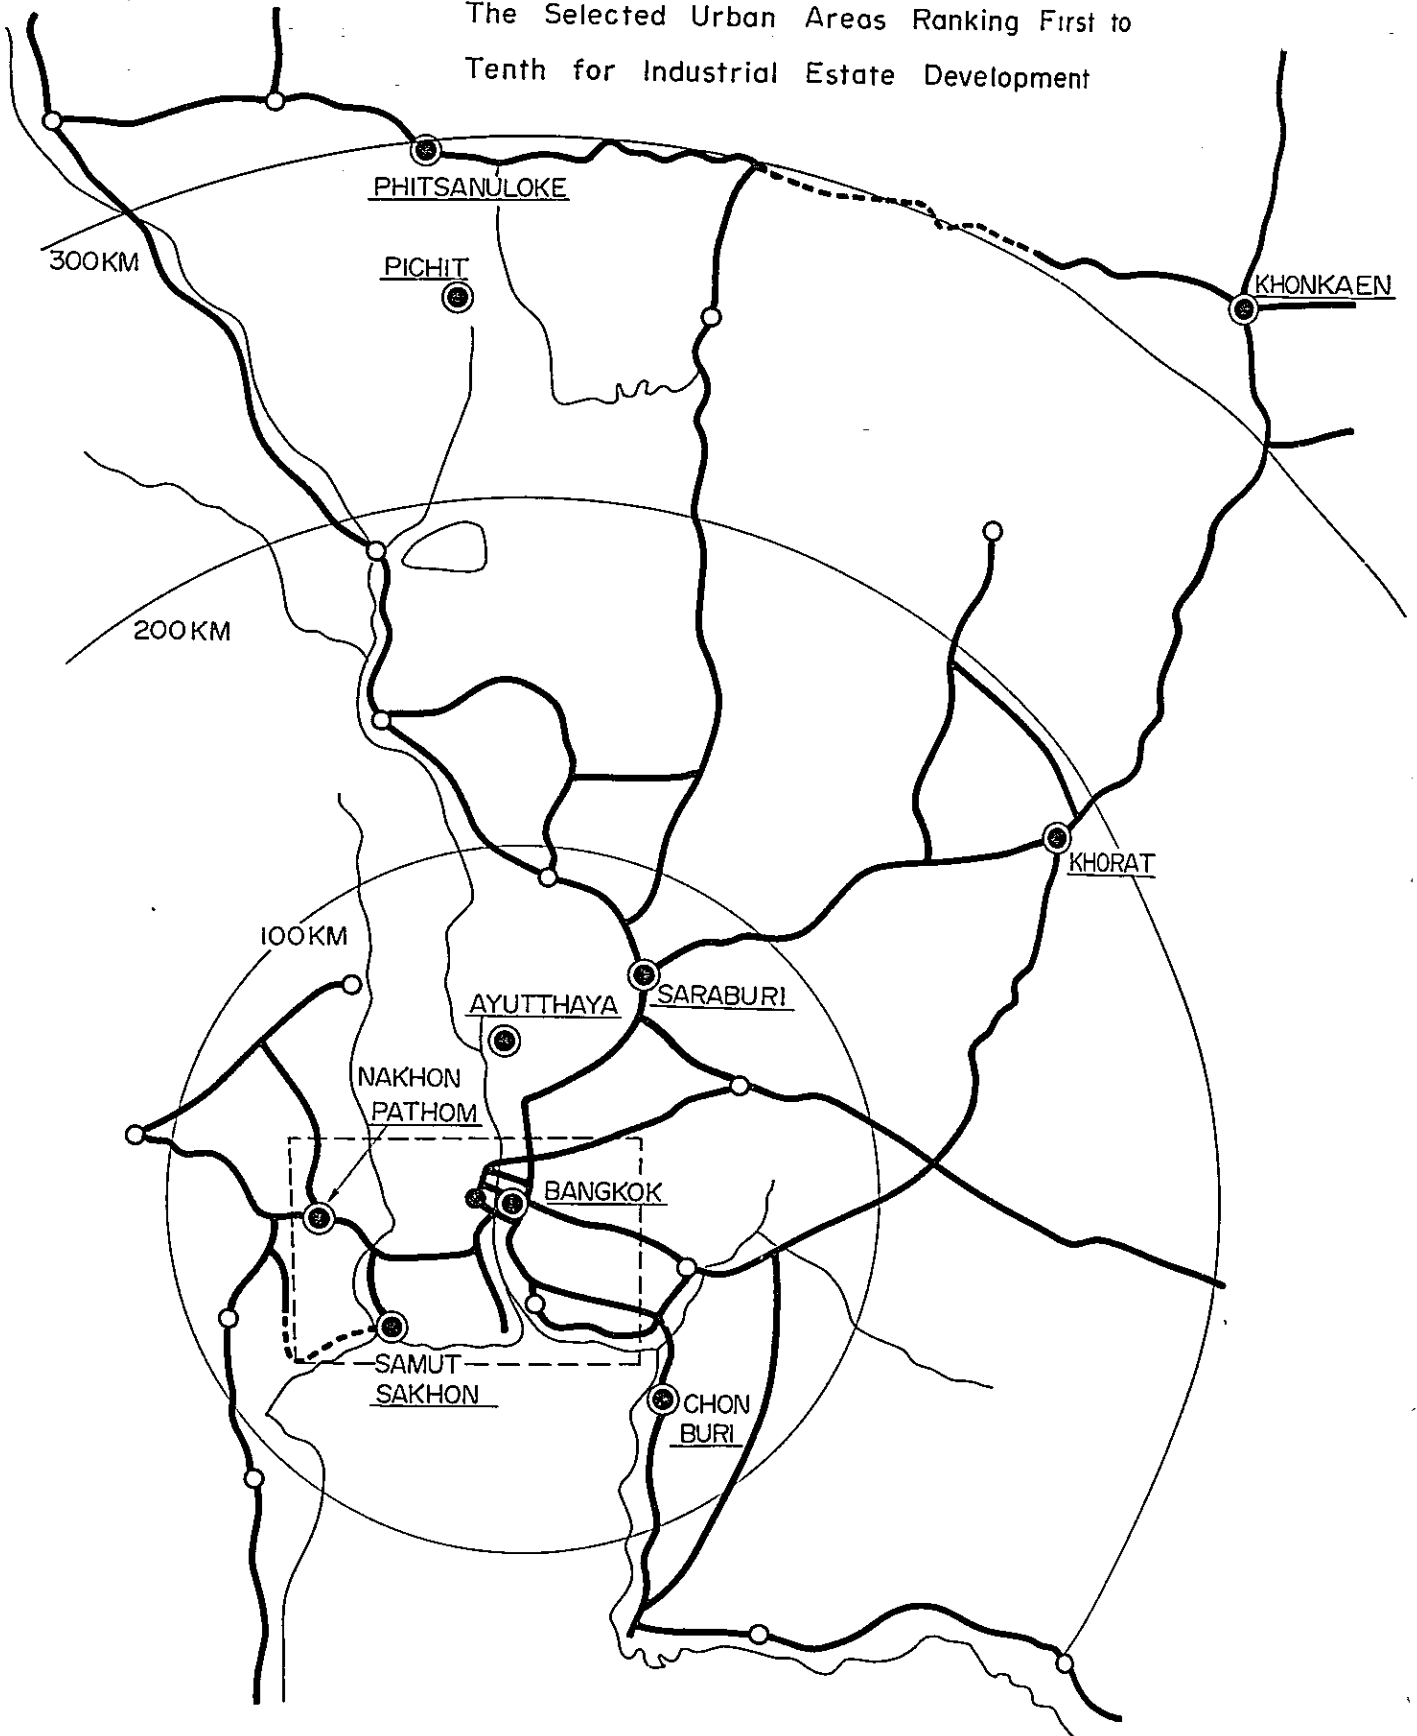 The Selected Urban Areas Ranking First to
Tenth for Industrial Estate Development
PHITSANULOKE
300KM
PICHIT
KHONKAEN
200KM
KHORAT
100KM
SARABURI
AYUTTHAYA
NAKHON
PATHOM
BANGKOK
SAMUT
SAKHON
CHON
BURI